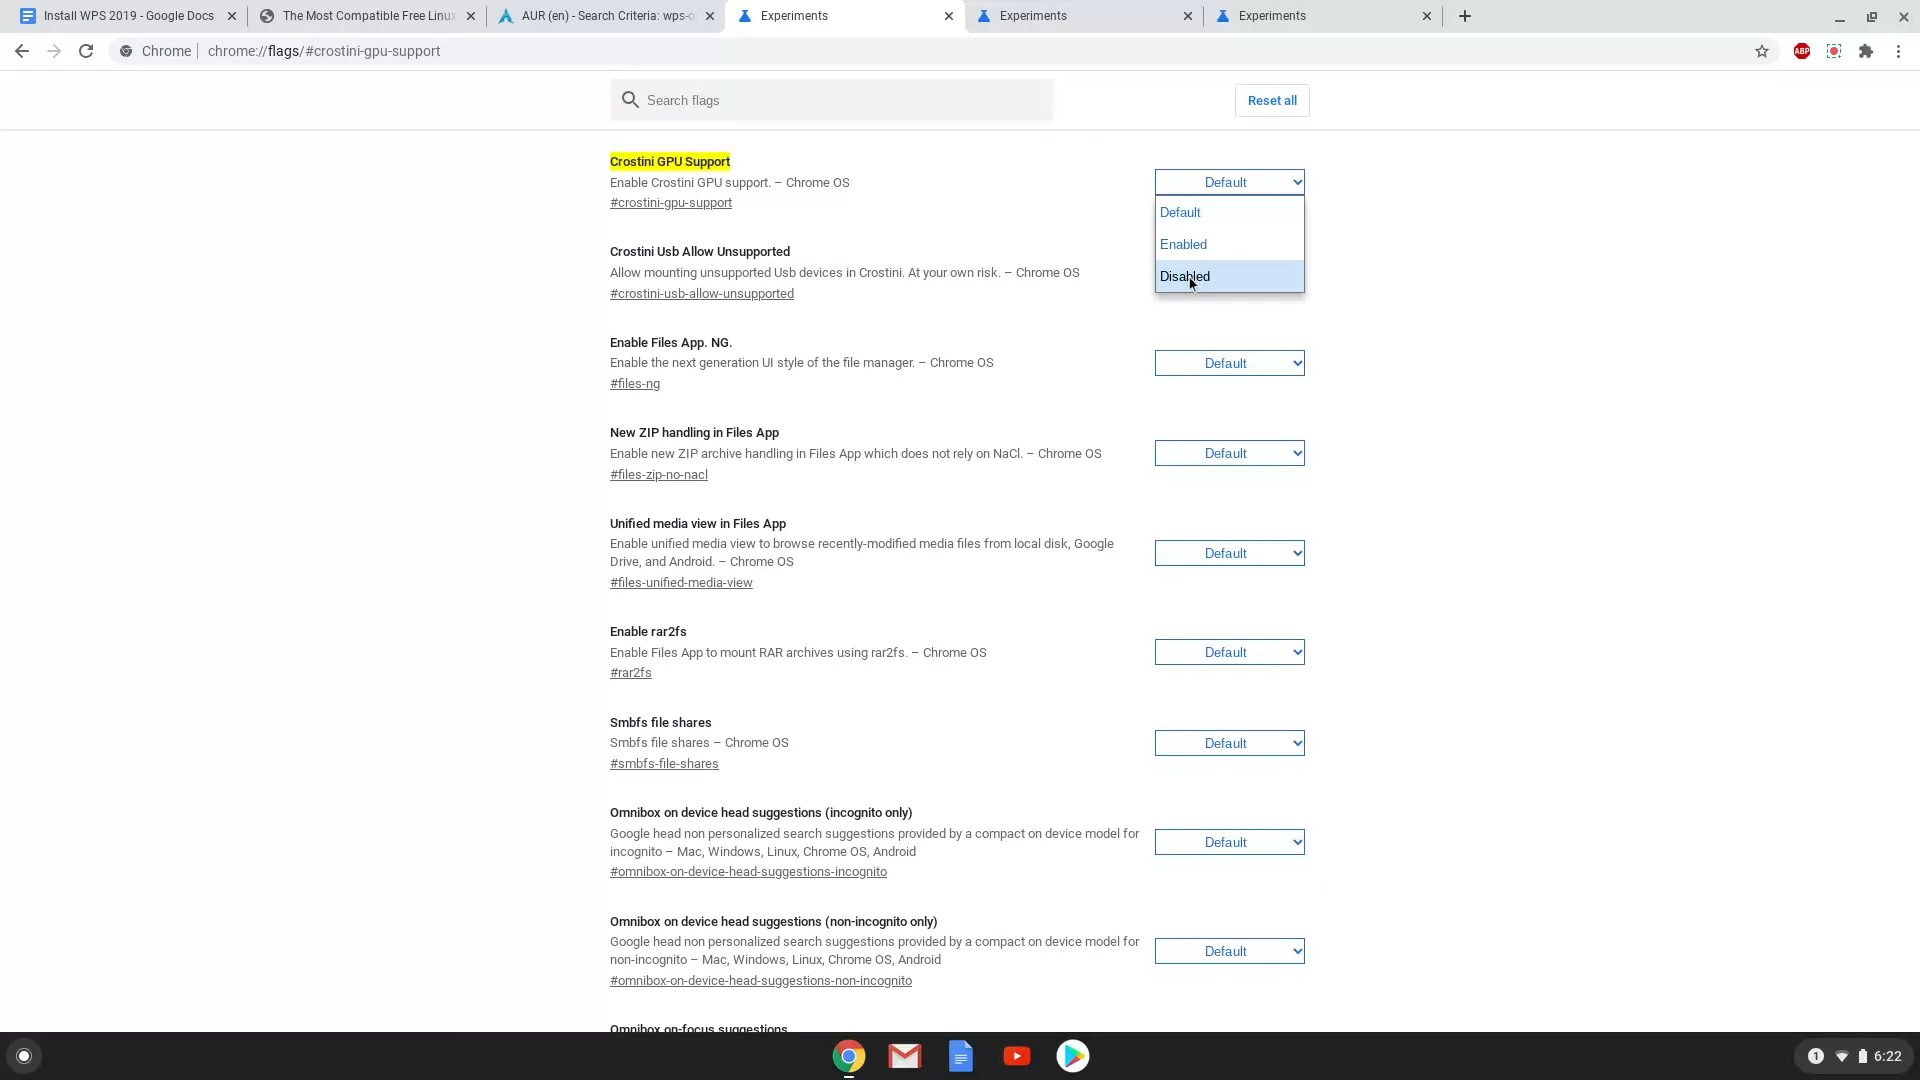 Install WPS 2019 - Google Docs
The Most Compatible Free Linux
AUR (en) - Search Criteria: wps-o
Experiments
Experiments
Experiments
Chrome
chrome://flags/#crostini-gpu-support
ABP
Search flags
Reset all
Crostini GPU Support
Enable Crostini GPU support. – Chrome OS
#crostini-gpu-support
Default
Default
Enabled
Disabled
Crostini Usb Allow Unsupported
Allow mounting unsupported Usb devices in Crostini. At your own risk. – Chrome OS
#crostini-usb-allow-unsupported
Enable Files App. NG.
Enable the next generation UI style of the file manager. – Chrome OS
#files-ng
Default
New ZIP handling in Files App
Enable new ZIP archive handling in Files App which does not rely on NaCl. – Chrome OS
#files-zip-no-nacl
Default
Unified media view in Files App
Enable unified media view to browse recently-modified media files from local disk, Google
Drive, and Android. – Chrome OS
#files-unified-media-view
Default
Enable rar2fs
Enable Files App to mount RAR archives using rar2fs. – Chrome OS
#rar2fs
Default
Smbfs file shares
Smbfs file shares – Chrome OS
#smbfs-file-shares
Default
Omnibox on device head suggestions (incognito only)
Google head non personalized search suggestions provided by a compact on device model for
incognito – Mac, Windows, Linux, Chrome OS, Android
#omnibox-on-device-head-suggestions-incognito
Default
Omnibox on device head suggestions (non-incognito only)
Google head non personalized search suggestions provided by a compact on device model for
non-incognito – Mac, Windows, Linux, Chrome OS, Android
#omnibox-on-device-head-suggestions-non-incognito
Default
Omnibox on-focus suggestions
1
6:22